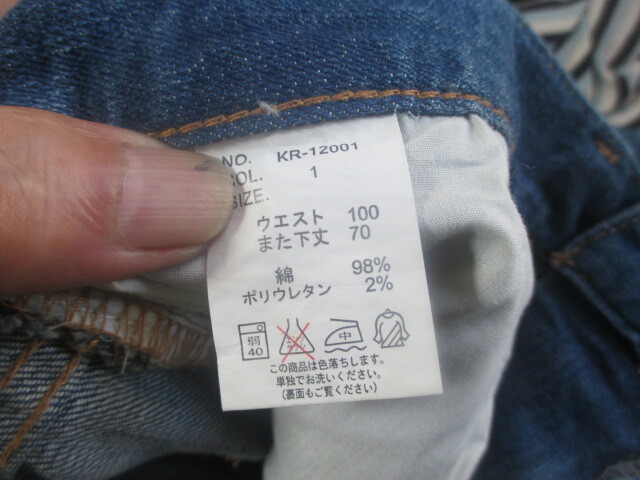 NO. KR-12001
COL. 1
SIZE.
ウエスト 100
また下丈 70
綿 98%
ポリウレタン 2%
弱 40 中
この商品は色落ちします。
単独でお洗いください。
(裏面もご覧ください)